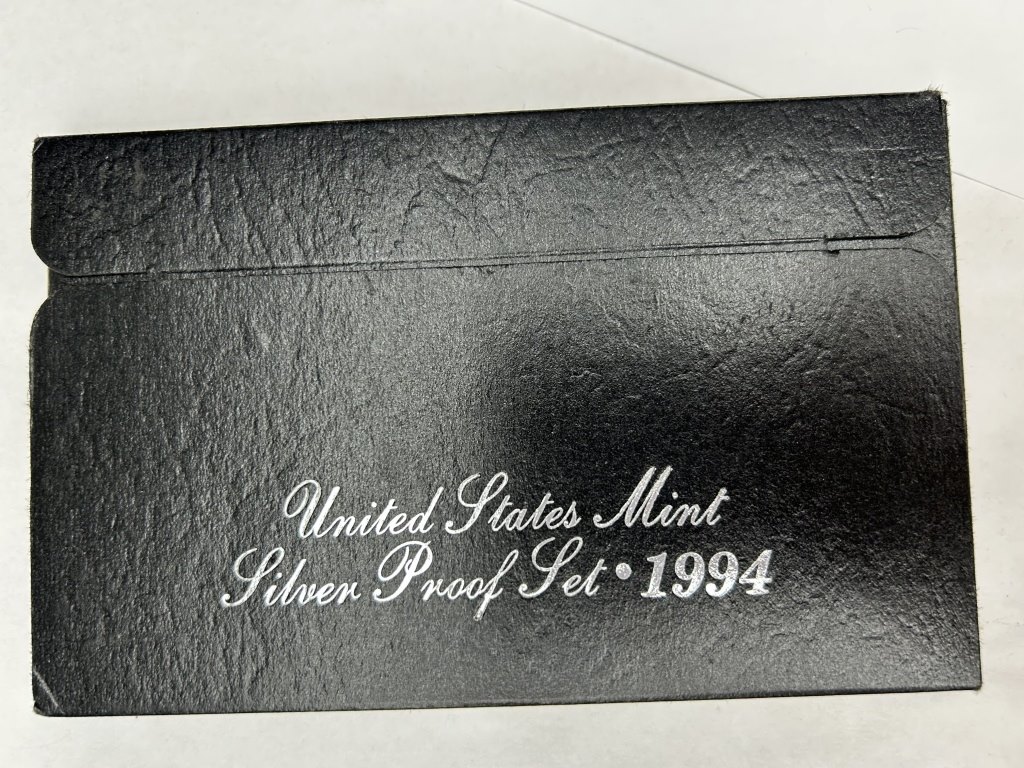 United States Mint
Silver Proof Set • 1994